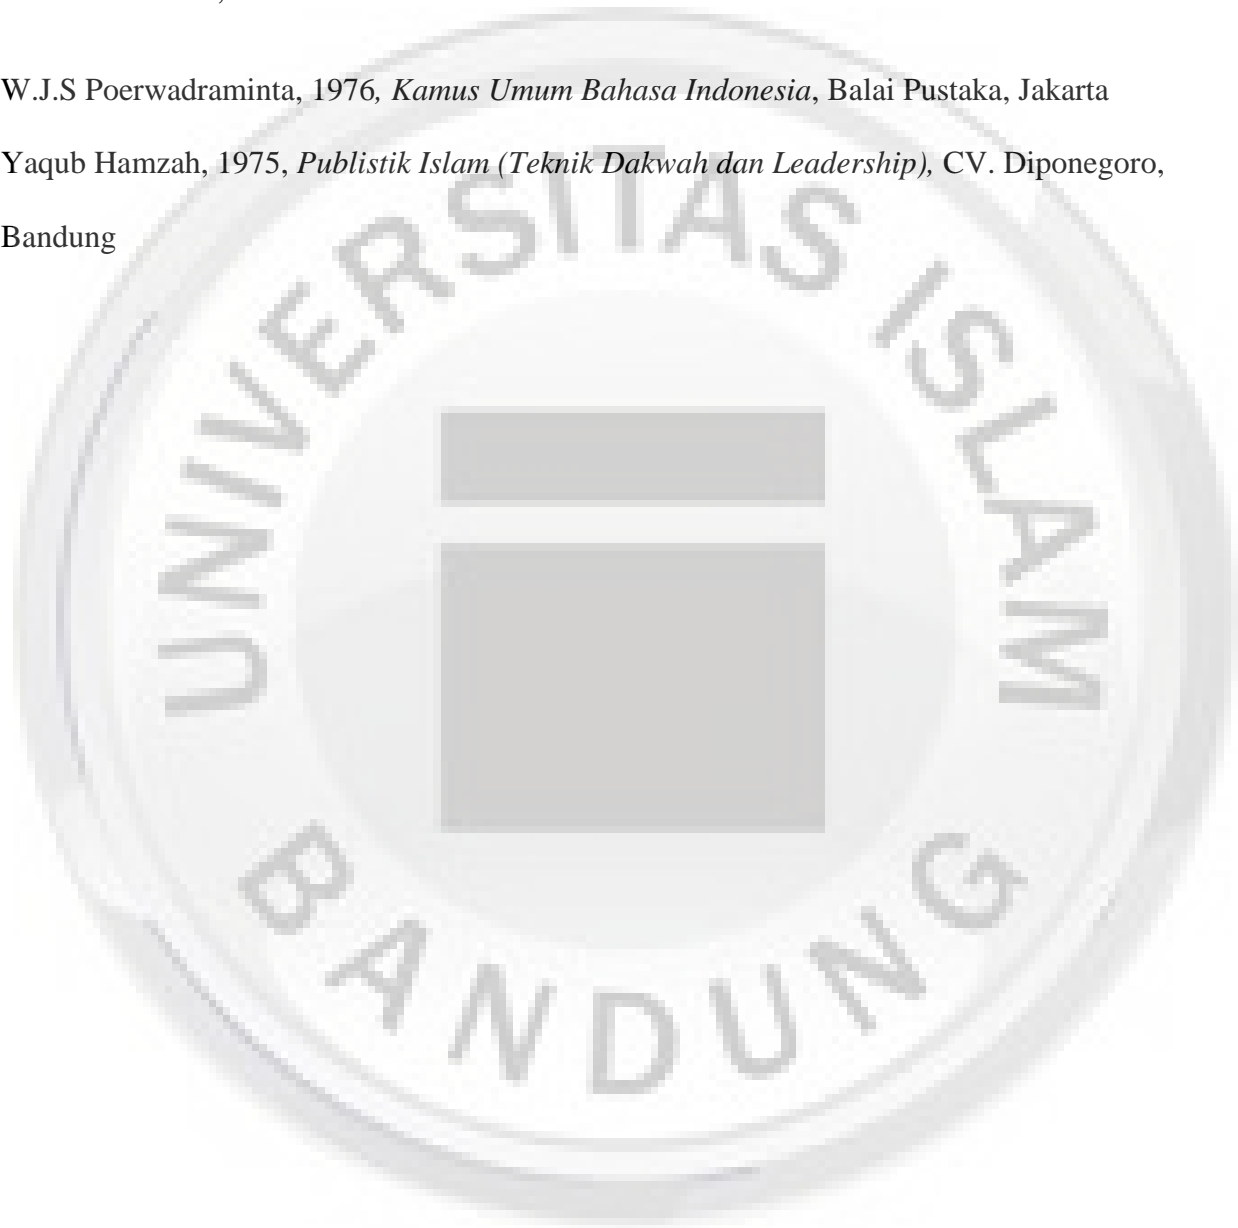 W.J.S Poerwadraminta, 1976, Kamus Umum Bahasa Indonesia, Balai Pustaka, Jakarta
Yaqub Hamzah, 1975, Publistik Islam (Teknik Dakwah dan Leadership), CV. Diponegoro,
Bandung
UNIVERSITAS ISLAM
BANDUNG